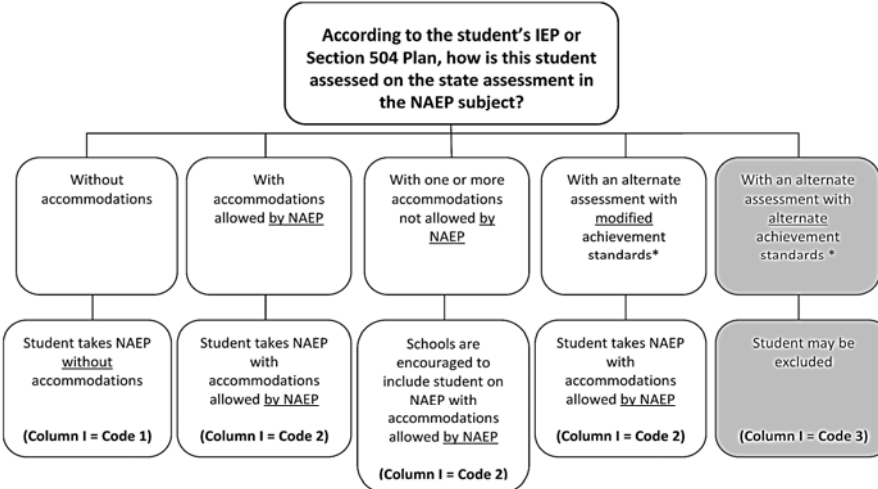 According to the student's IEP or
Section 504 Plan, how is this student
assessed on the state assessment in
the NAEP subject?
Without
accommodations
With
accommodations
allowed by NAEP
With one or more
accommodations
not allowed by
NAEP
With an alternate
assessment with
modified
achievement
standards*
With an alternate
assessment with
alternate
achievement
standards *
Student takes NAEP
without
accommodations
(Column I = Code 1)
Student takes NAEP
with
accommodations
allowed by NAEP
(Column I = Code 2)
Schools are
encouraged to
include student on
NAEP with
accommodations
allowed by NAEP
(Column I = Code 2)
Student takes NAEP
with
accommodations
allowed by NAEP
(Column I = Code 2)
Student may be
excluded
(Column I = Code 3)